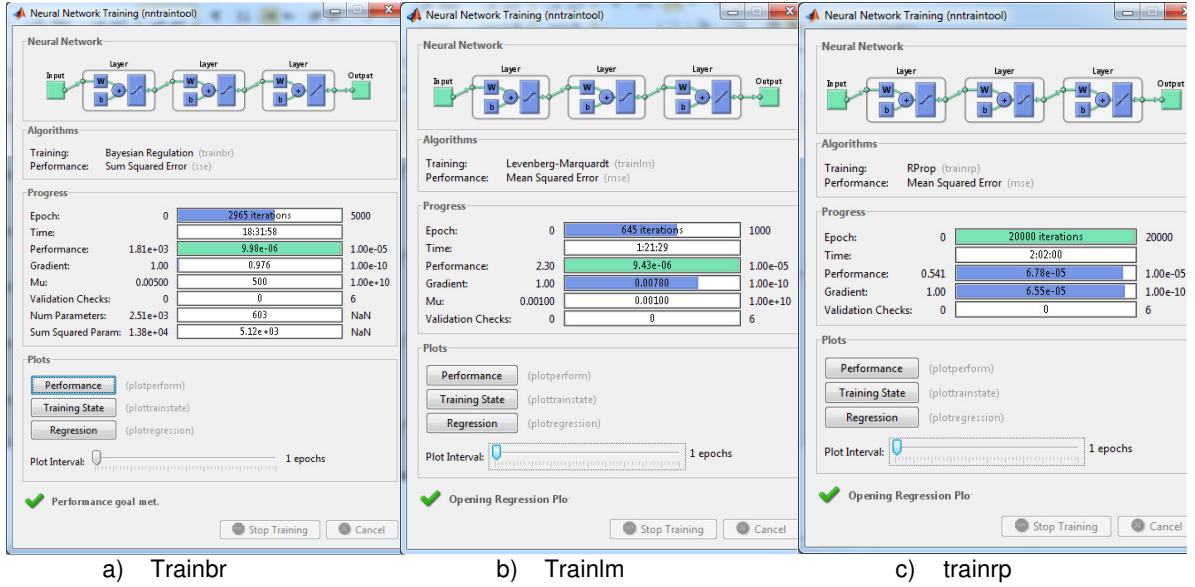 Neural Network Training (nntraintool)
Neural Network
Layer Layer Layer
Input W b + W b + W b + Output
Algorithms
Training: Bayesian Regulation (trainbr)
Performance: Sum Squared Error (sse)
Progress
Epoch: 0 2965 iterations 5000
Time: 18:31:58
Performance: 1.81e+03 9.98e-06 1.00e-05
Gradient: 1.00 0.976 1.00e-10
Mu: 0.00500 500 1.00e+10
Validation Checks: 0 0 6
Num Parameters: 2.51e+03 603 NaN
Sum Squared Param: 1.38e+04 5.12e+03 NaN
Plots
Performance (plotperform)
Training State (plottrainstate)
Regression (plotregression)
Plot Interval: 1 epochs
Performance goal met.
Stop Training Cancel
a) Trainbr
Neural Network Training (nntraintool)
Neural Network
Layer Layer Layer
Input W b + W b + W b + Output
Algorithms
Training: Levenberg-Marquardt (trainlm)
Performance: Mean Squared Error (mse)
Progress
Epoch: 0 645 iterations 1000
Time: 1:21:29
Performance: 2.30 9.43e-06 1.00e-05
Gradient: 1.00 0.00780 1.00e-10
Mu: 0.00100 0.00100 1.00e+10
Validation Checks: 0 0 6
Plots
Performance (plotperform)
Training State (plottrainstate)
Regression (plotregression)
Plot Interval: 1 epochs
Opening Regression Plo
Stop Training Cancel
b) Trainlm
Neural Network Training (nntraintool)
Neural Network
Layer Layer Layer
Input W b + W b + W b + Output
Algorithms
Training: RProp (trainrp)
Performance: Mean Squared Error (mse)
Progress
Epoch: 0 20000 iterations 20000
Time: 2:02:00
Performance: 0.541 6.78e-05 1.00e-05
Gradient: 1.00 6.55e-05 1.00e-10
Validation Checks: 0 0 6
Plots
Performance (plotperform)
Training State (plottrainstate)
Regression (plotregression)
Plot Interval: 1 epochs
Opening Regression Plo
Stop Training Cancel
c) trainrp